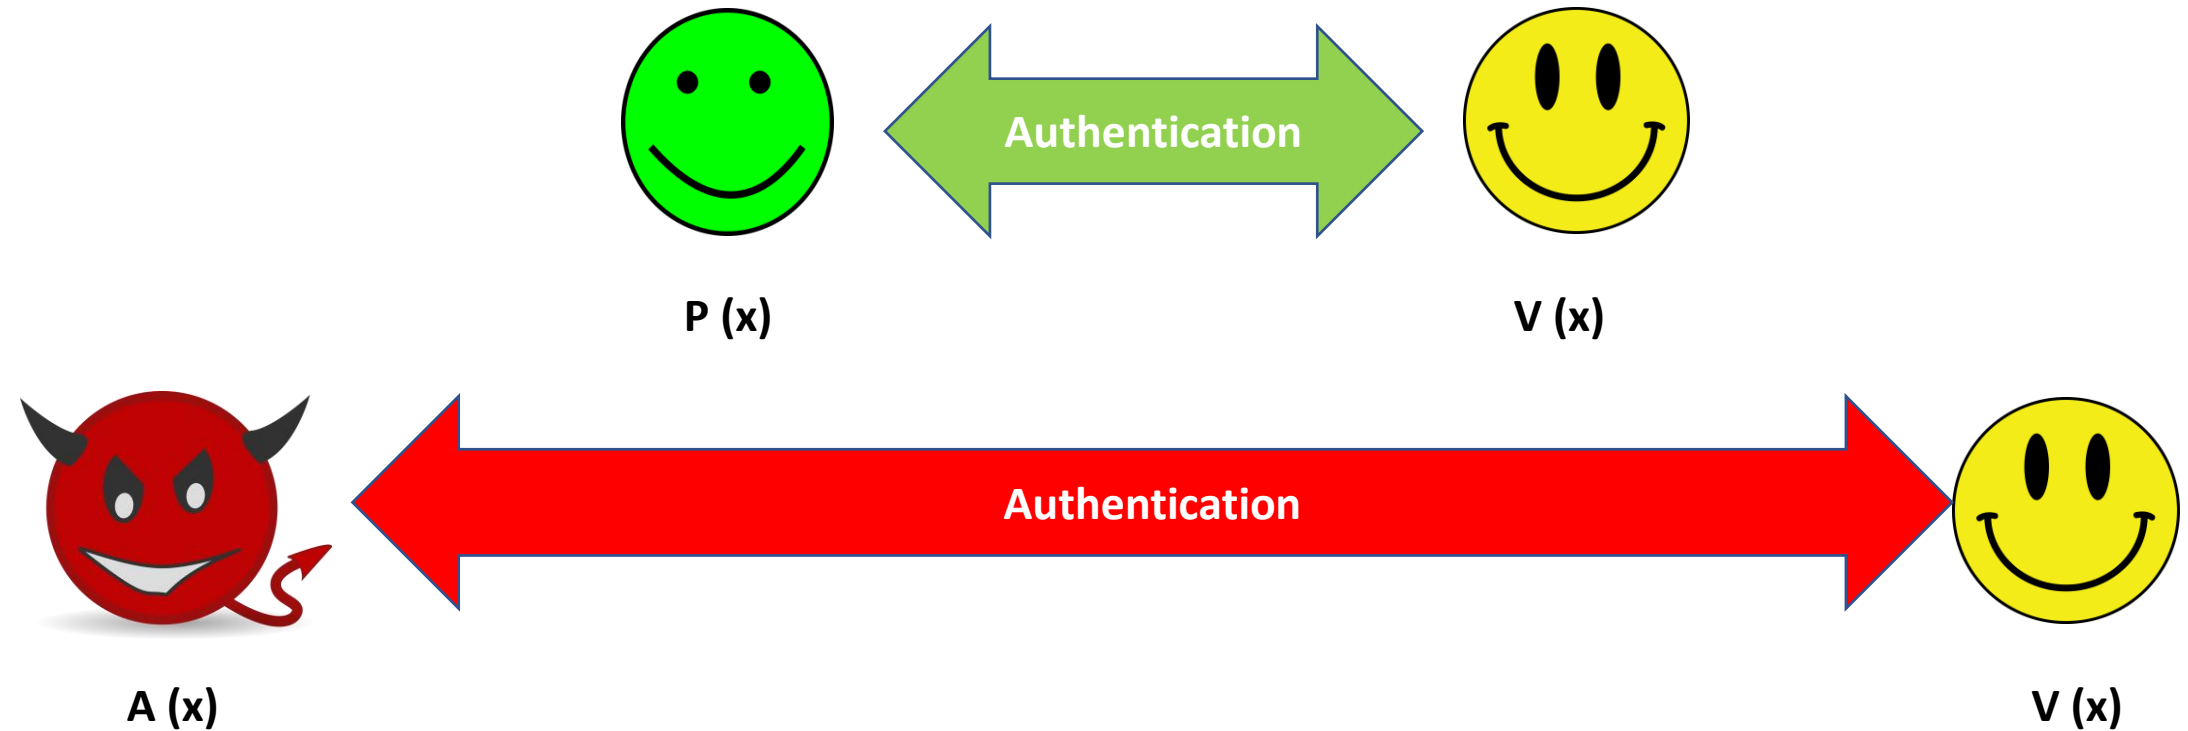 Authentication
P (x)
V (x)
Authentication
A (x)
V (x)